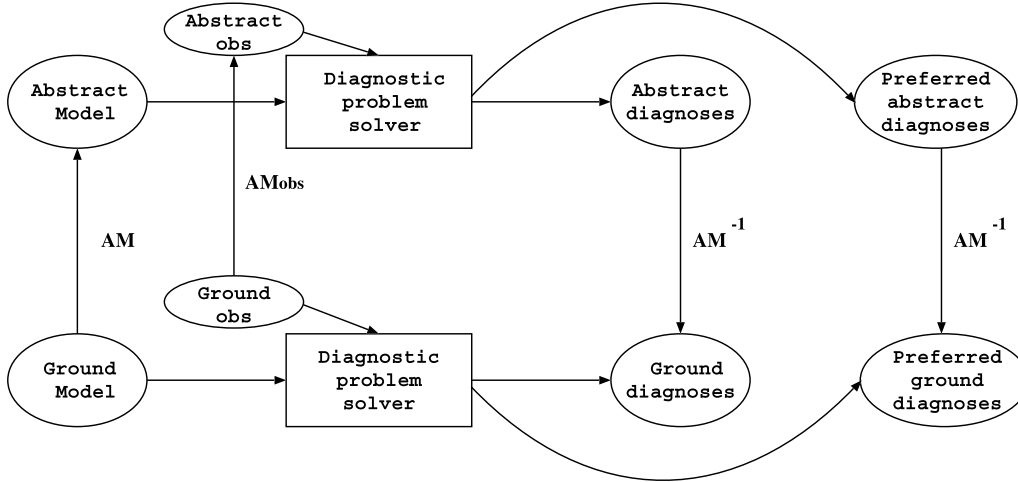 Abstract
obs
Abstract
Model
Diagnostic
problem
solver
Abstract
diagnoses
Preferred
abstract
diagnoses
AMobs
AM
AM -1
AM -1
Ground
obs
Ground
Model
Diagnostic
problem
solver
Ground
diagnoses
Preferred
ground
diagnoses